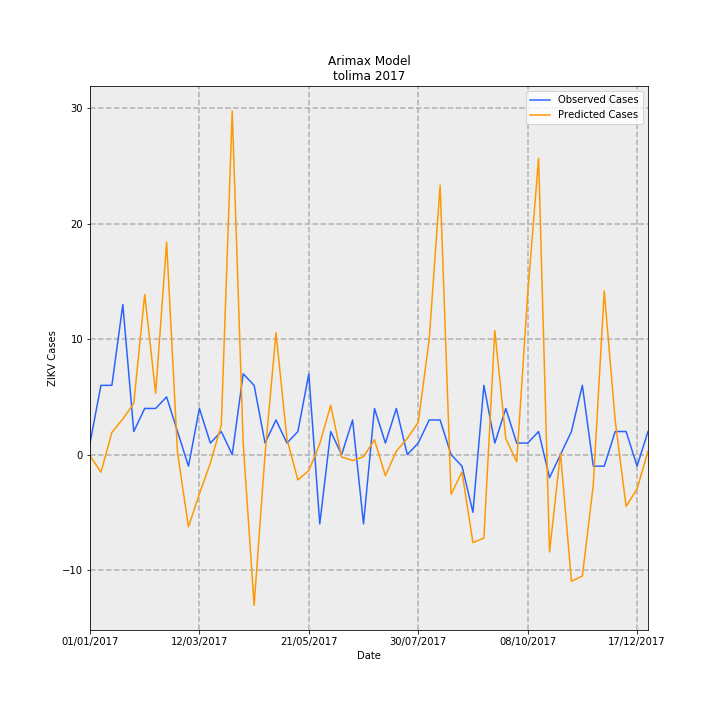 Arimax Model
tolima 2017
Observed Cases
Predicted Cases
30
20
10
0
−10
ZIKV Cases
01/01/2017 12/03/2017 21/05/2017 30/07/2017 08/10/2017 17/12/2017
Date